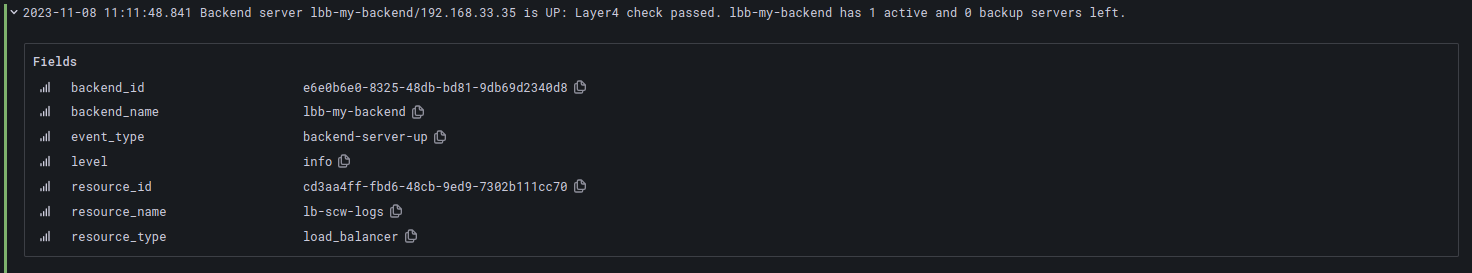 2023-11-08 11:11:48.841 Backend server lbb-my-backend/192.168.33.35 is UP: Layer4 check passed. lbb-my-backend has 1 active and 0 backup servers left.
Fields
backend_id e6e0b6e0-8325-48db-bd81-9db69d2340d8
backend_name lbb-my-backend
event_type backend-server-up
level info
resource_id cd3aa4ff-fbd6-48cb-9ed9-7302b111cc70
resource_name lb-scw-logs
resource_type load_balancer